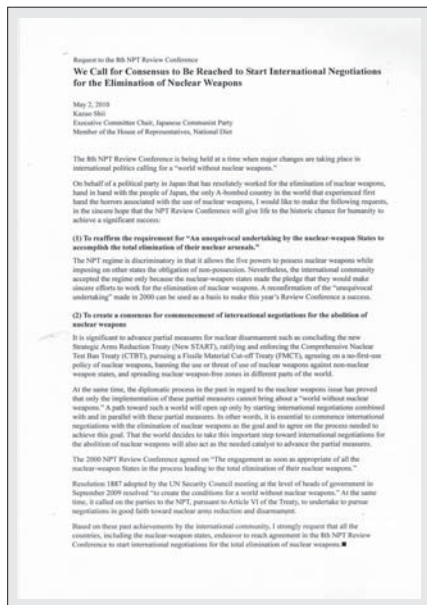 Request to the 8th NPT Review Conference
We Call for Consensus to Be Reached to Start International Negotiations
for the Elimination of Nuclear Weapons
May 2, 2010
Kazuo Shii
Executive Committee Chair, Japanese Communist Party
Member of the House of Representatives, National Diet
The 8th NPT Review Conference is being held at a time when major changes are taking place in
international politics calling for a “world without nuclear weapons.”
On behalf of a political party in Japan that has resolutely worked for the elimination of nuclear weapons,
hand in hand with the people of Japan, the only A-bombed country in the world that experienced first
hand the horrors associated with the use of nuclear weapons, I would like to make the following requests,
in the sincere hope that the NPT Review Conference will give life to the historic chance for humanity to
achieve a significant success:
(1) To reaffirm the requirement for “An unequivocal undertaking by the nuclear-weapon States to
accomplish the total elimination of their nuclear arsenals.”
The NPT regime is discriminatory in that it allows the five powers to possess nuclear weapons while
imposing on other states the obligation of non-possession. Nevertheless, the international community
accepted the regime only because the nuclear-weapon states made the pledge that they would make
sincere efforts to work for the elimination of nuclear weapons. A reconfirmation of the “unequivocal
undertaking” made in 2000 can be used as a basis to make this year's Review Conference a success.
(2) To create a consensus for commencement of international negotiations for the abolition of
nuclear weapons
It is significant to advance partial measures for nuclear disarmament such as concluding the new
Strategic Arms Reduction Treaty (New START), ratifying and enforcing the Comprehensive Nuclear
Test Ban Treaty (CTBT), pursuing a Fissile Material Cut-off Treaty (FMCT), agreeing on a no-first-use
policy of nuclear weapons, banning the use or threat of use of nuclear weapons against non-nuclear
weapon states, and spreading nuclear-weapon-free zones in different parts of the world.
At the same time, the diplomatic process in the past in regard to the nuclear weapons issue has proved
that only the implementation of these partial measures cannot bring about a “world without nuclear
weapons.” A path toward such a world will open up only by starting international negotiations combined
with and in parallel with these partial measures. In other words, it is essential to commence international
negotiations with the elimination of nuclear weapons as the goal and to agree on the process needed to
achieve this goal. That the world decides to take this important step toward international negotiations for
the abolition of nuclear weapons will also act as the needed catalyst to advance the partial measures.
The 2000 NPT Review Conference agreed on “The engagement as soon as appropriate of all the
nuclear-weapon States in the process leading to the total elimination of their nuclear weapons.”
Resolution 1887 adopted by the UN Security Council meeting at the level of heads of government in
September 2009 resolved “to create the conditions for a world without nuclear weapons.” At the same
time, it called on the parties to the NPT, pursuant to Article VI of the Treaty, to undertake to pursue
negotiations in good faith toward nuclear arms reduction and disarmament.
Based on these past achievements by the international community, I strongly request that all the
countries, including the nuclear-weapon states, endeavor to reach agreement in the 8th NPT Review
Conference to start international negotiations for the total elimination of nuclear weapons.■